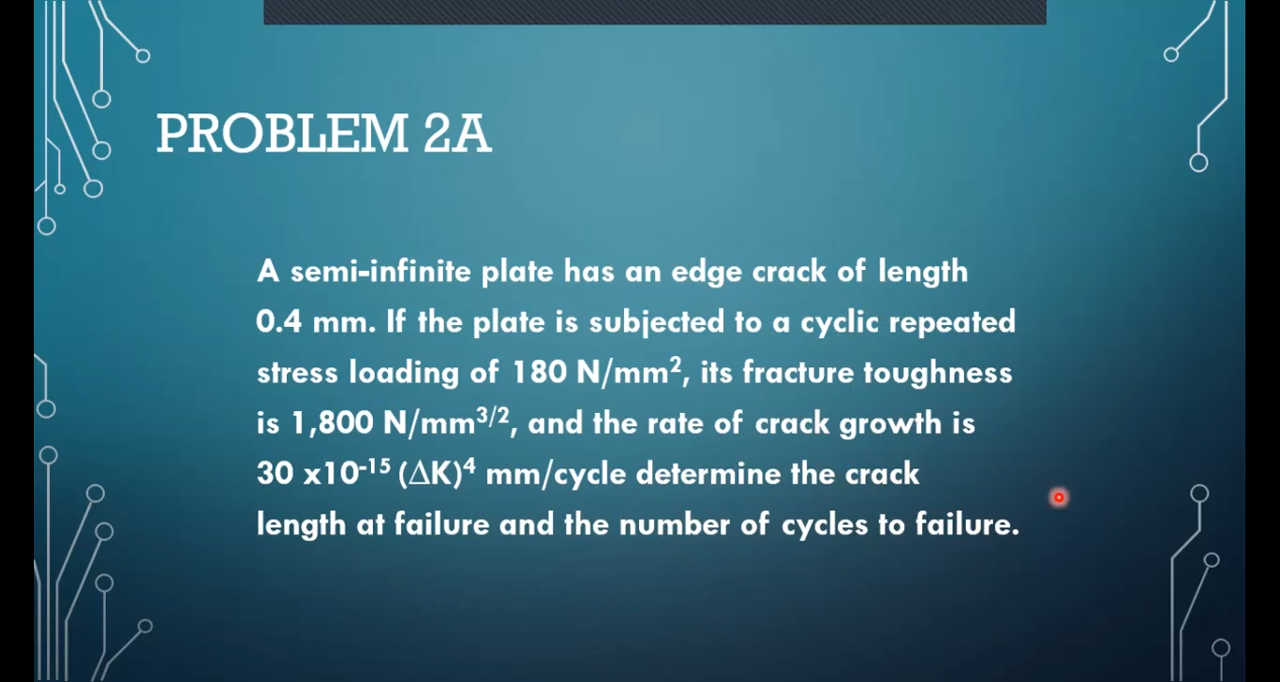 PROBLEM 2A
A semi-infinite plate has an edge crack of length
0.4 mm. If the plate is subjected to a cyclic repeated
stress loading of 180 N/mm², its fracture toughness
is 1,800 N/mm³/², and the rate of crack growth is
30 x10⁻¹⁵ (∆K)⁴ mm/cycle determine the crack
length at failure and the number of cycles to failure.